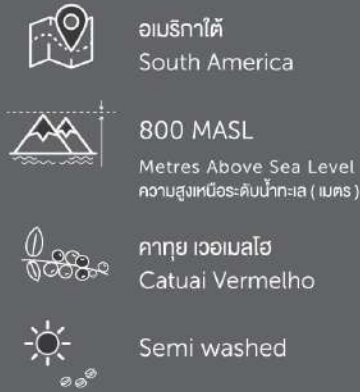 อเมริกาใต้
South America
800 MASL
Metres Above Sea Level
ความสูงเหนือระดับน้ำทะเล ( เมตร )
คาทุย เวอเมลโฮ
Catuai Vermelho
Semi washed